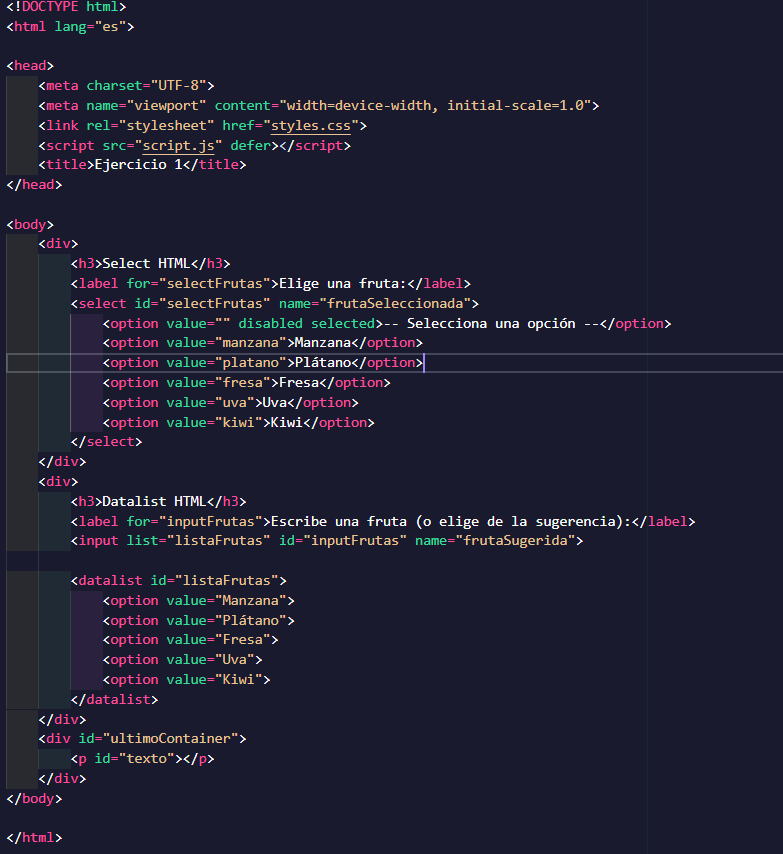 <!DOCTYPE html>
<html lang="es">
<head>
<meta charset="UTF-8">
<meta name="viewport" content="width=device-width, initial-scale=1.0">
<link rel="stylesheet" href="styles.css">
<script src="script.js" defer></script>
<title>Ejercicio 1</title>
</head>
<body>
<div>
<h3>Select HTML</h3>
<label for="selectFrutas">Elige una fruta:</label>
<select id="selectFrutas" name="frutaSeleccionada">
<option value="" disabled selected>-- Selecciona una opción --</option>
<option value="manzana">Manzana</option>
<option value="platano">Plátano</option>
<option value="fresa">Fresa</option>
<option value="uva">Uva</option>
<option value="kiwi">Kiwi</option>
</select>
</div>
<div>
<h3>Datalist HTML</h3>
<label for="inputFrutas">Escribe una fruta (o elige de la sugerencia):</label>
<input list="listaFrutas" id="inputFrutas" name="frutaSugerida">
<datalist id="listaFrutas">
<option value="Manzana">
<option value="Plátano">
<option value="Fresa">
<option value="Uva">
<option value="Kiwi">
</datalist>
</div>
<div id="ultimoContainer">
<p id="texto"></p>
</div>
</body>
</html>